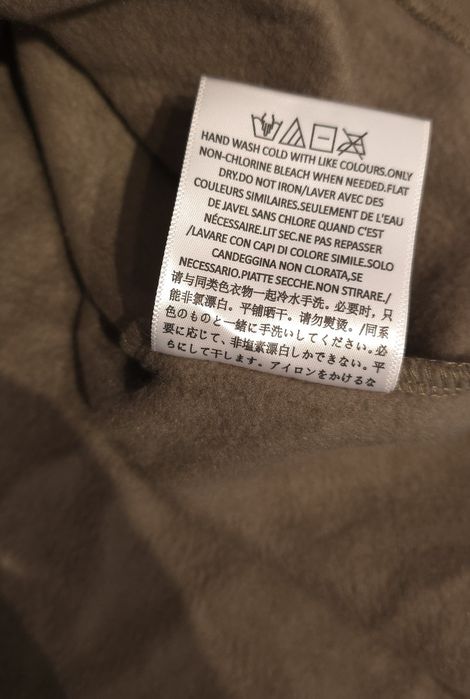 HAND WASH COLD WITH LIKE COLOURS.ONLY
NON-CHLORINE BLEACH WHEN NEEDED.FLAT
DRY.DO NOT IRON/LAVER AVEC DES
COULEURS SIMILAIRES.SEULEMENT DE L'EAU
DE JAVEL SANS CHLORE QUAND C'EST
NÉCESSAIRE.LIT SEC.NE PAS REPASSER
/LAVARE CON CAPI DI COLORE SIMILE.SOLO
CANDEGGINA NON CLORATA,SE
NECESSARIO.PIATTE SECCHE.NON STIRARE./
请与同类色衣物一起冷水手洗。必要时，只
能非氯漂白。平铺晒干。请勿熨烫。/同系
色のものと一緒に手洗いしてください。必
要に応じて、非塩素漂白しかできない。平
らにして干します。アイロンをかけるな